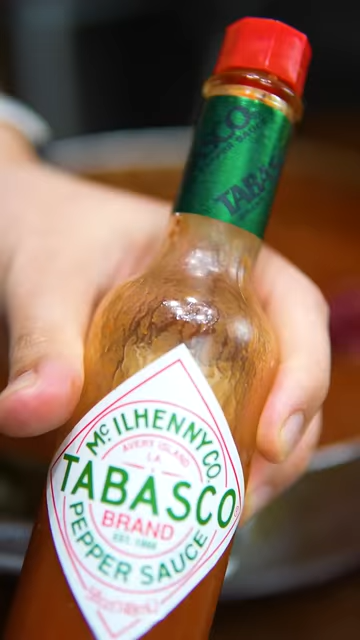 TABASCO
McILHENNY CO.
AVERY ISLAND
LA.
TABASCO®
BRAND
EST. 1868
PEPPER SAUCE